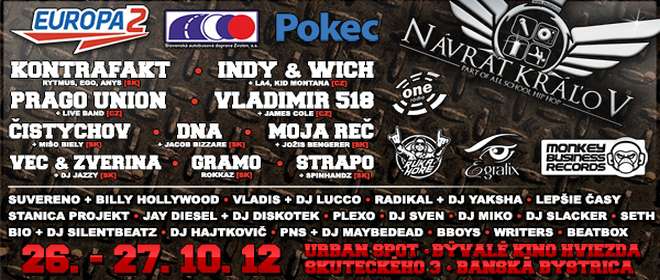 EUROPA 2
Slovenská autobusová doprava Zvolen, a.s.
Pokec
NÁVRAT KRÁĽOV
PART OF ALL SCHOOL HIP HOP
KONTRAFAKT • INDY & WICH
RYTMUS, EGO, ANYS [SK] + LA4, KID MONTANA [CZ]
PRAGO UNION • VLADIMIR 518
+ LIVE BAND [CZ] + JAMES COLE [CZ]
one
radio
ČISTYCHOV • DNA • MOJA REČ
+ MIŠO BIELY [SK] + JACOB BIZZARE [SK] + JOŽIS BENGERER [SK]
VEC & ZVERINA • GRAMO • STRAPO
+ DJ JAZZY [SK] ROKKAZ [SK] + SPINHANDZ [SK]
HORE
Egrafix
MONKEY
BUSINESS
RECORDS
SUVERENO + BILLY HOLLYWOOD • VLADIS + DJ LUCCO • RADIKAL + DJ YAKSHA • LEPŠIE ČASY
STANICA PROJEKT • JAY DIESEL + DJ DISKOTEK • PLEXO • DJ SVEN • DJ MIKO • DJ SLACKER • SETH
BIO + DJ SILENTBEATZ • DJ HAJTKOVIČ • PNS + DJ MAYBEDEAD • BBOYS • WRITERS • BEATBOX
26. - 27. 10. 12
URBAN SPOT - BÝVALÉ KINO HVIEZDA
SKUTECKÉHO 3 - BANSKÁ BYSTRICA